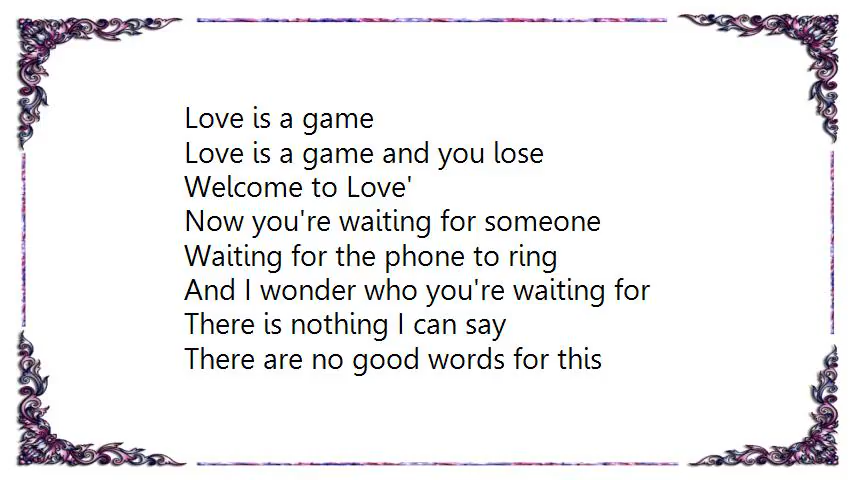 Love is a game
Love is a game and you lose
Welcome to Love'
Now you're waiting for someone
Waiting for the phone to ring
And I wonder who you're waiting for
There is nothing I can say
There are no good words for this